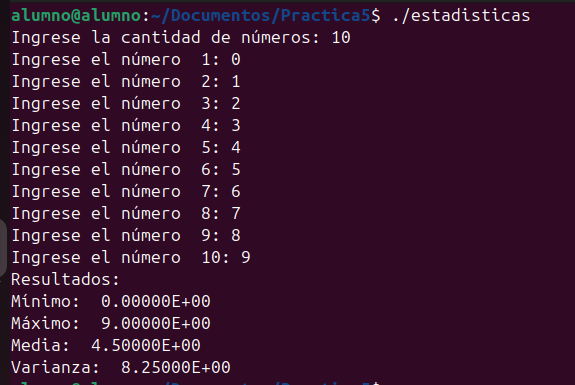 alumno@alumno:~/Documentos/Practica5$ ./estadisticas
Ingrese la cantidad de números: 10
Ingrese el número  1: 0
Ingrese el número  2: 1
Ingrese el número  3: 2
Ingrese el número  4: 3
Ingrese el número  5: 4
Ingrese el número  6: 5
Ingrese el número  7: 6
Ingrese el número  8: 7
Ingrese el número  9: 8
Ingrese el número  10: 9
Resultados:
Mínimo:  0.00000E+00
Máximo:  9.00000E+00
Media:  4.50000E+00
Varianza:  8.25000E+00
alumno@alumno:~/Documentos/Practica5$